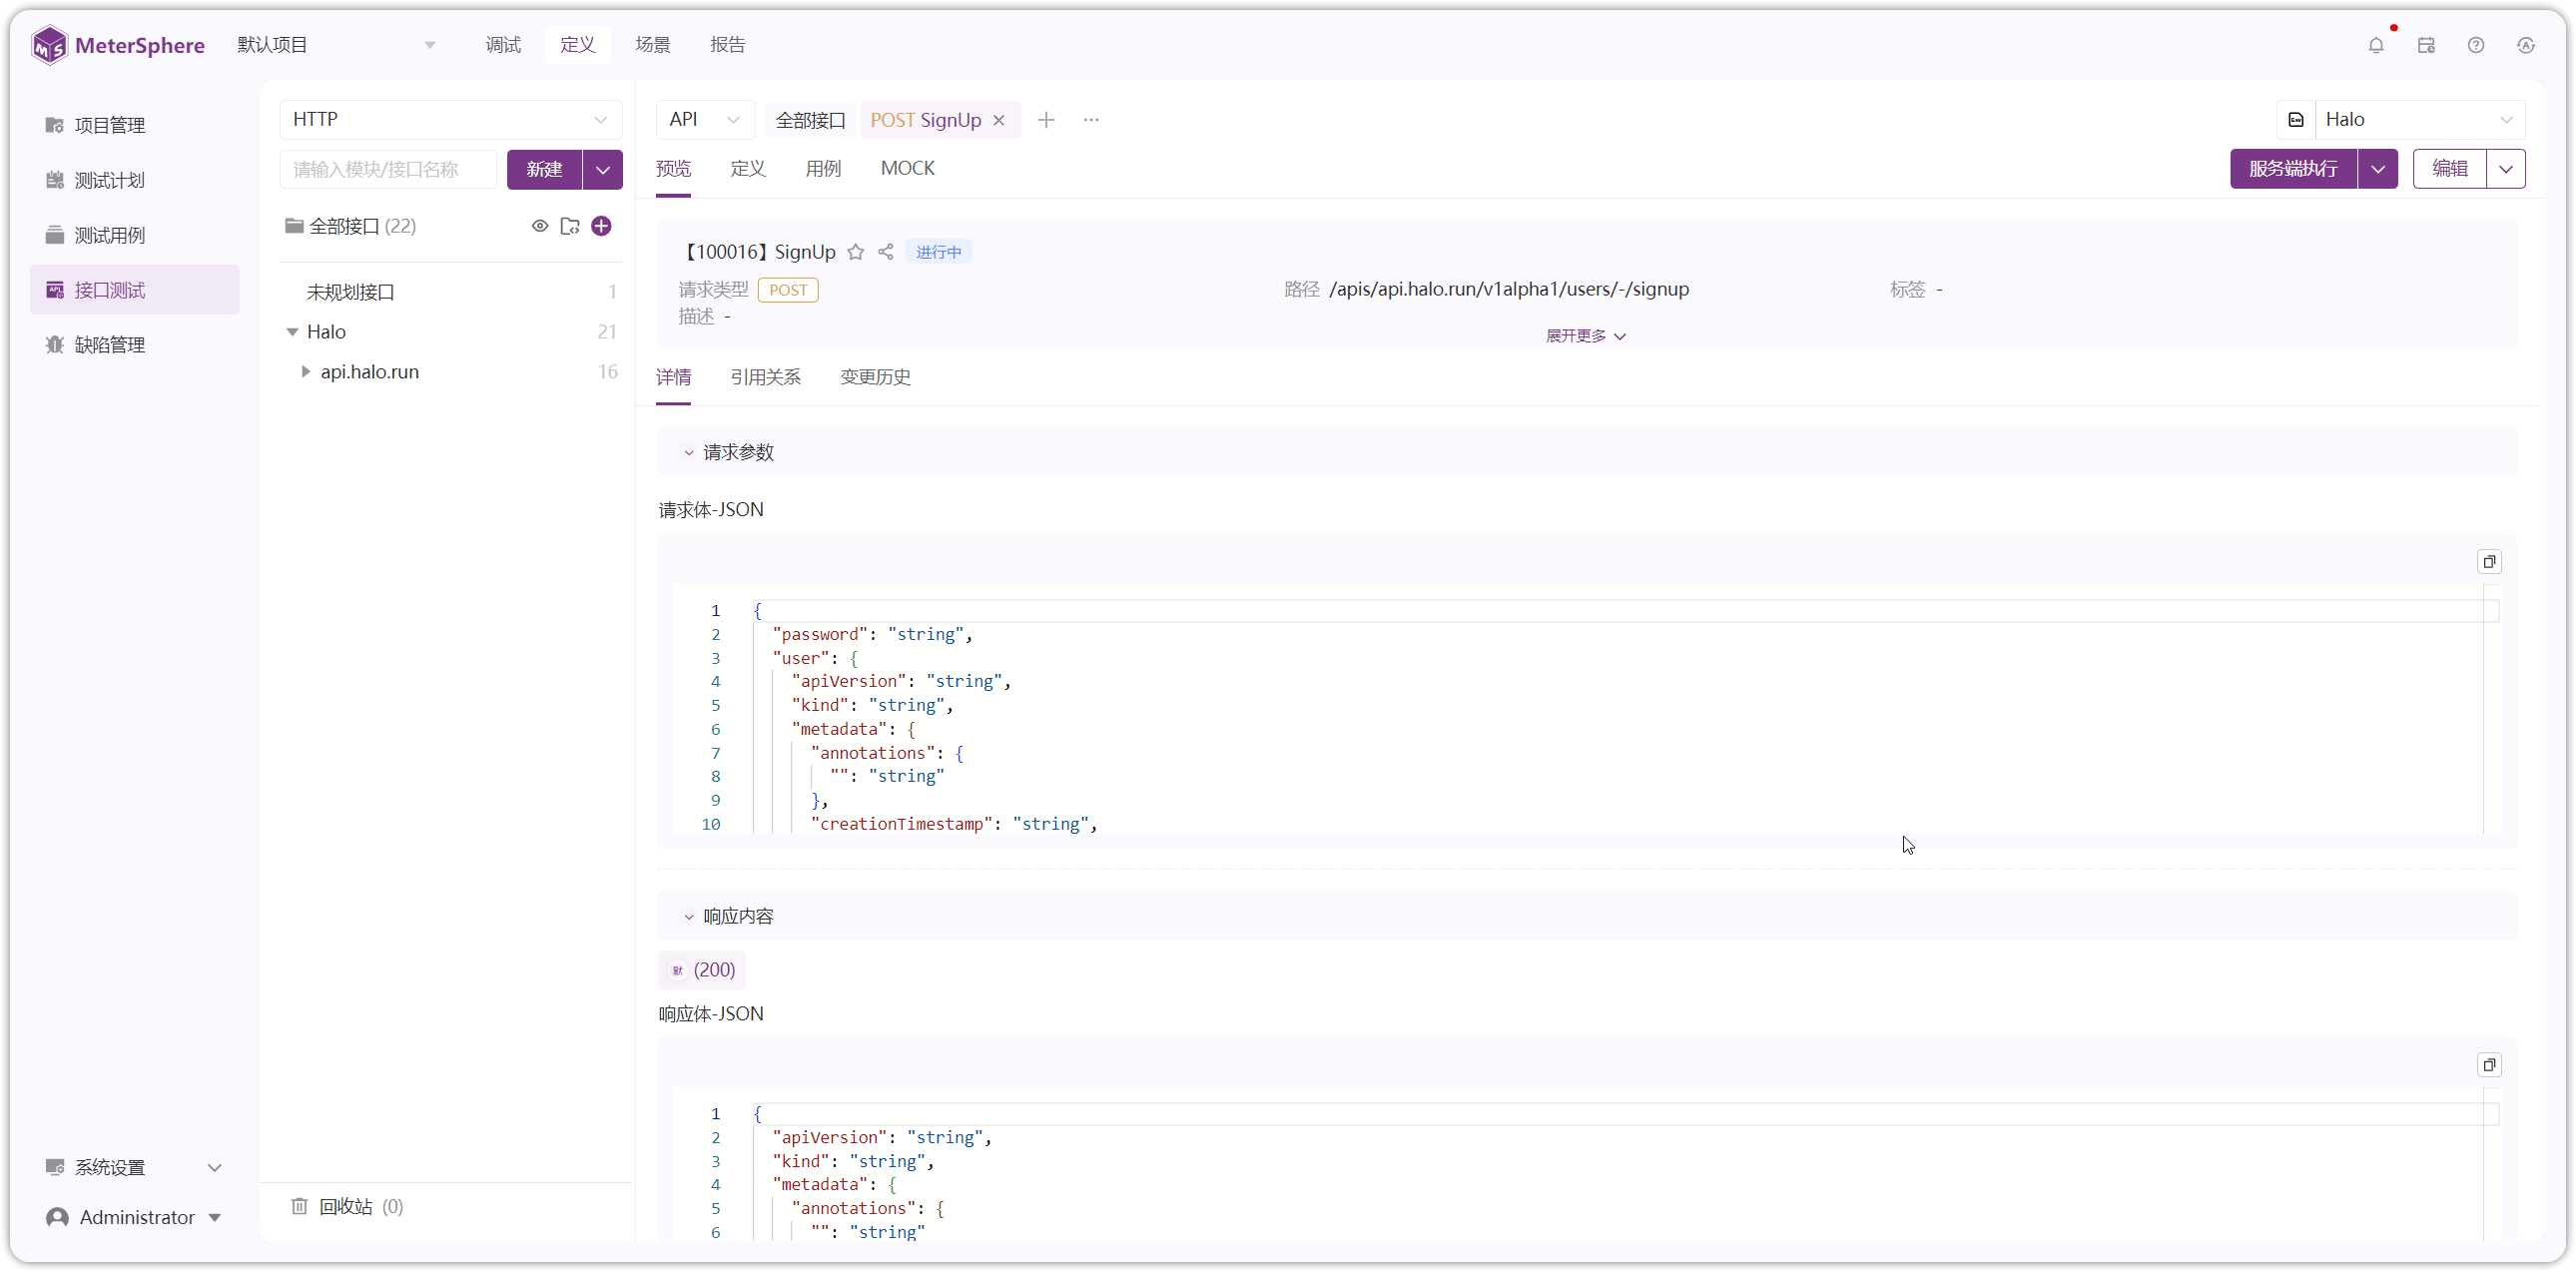 MeterSphere 默认项目 调试 定义 场景 报告
项目管理
测试计划
测试用例
接口测试
缺陷管理
系统设置
Administrator
HTTP
请输入模块/接口名称 新建
全部接口 (22)
未规划接口 1
Halo 21
api.halo.run 16
回收站 (0)
API 全部接口 POST SignUp Halo
预览 定义 用例 MOCK 服务端执行 编辑
【100016】SignUp 进行中
请求类型 POST 路径 /apis/api.halo.run/v1alpha1/users/-/signup 标签 -
描述 -
展开更多
详情 引用关系 变更历史
请求参数
请求体-JSON
1 {
2 "password": "string",
3 "user": {
4 "apiVersion": "string",
5 "kind": "string",
6 "metadata": {
7 "annotations": {
8 "": "string"
9 },
10 "creationTimestamp": "string",
响应内容
默 (200)
响应体-JSON
1 {
2 "apiVersion": "string",
3 "kind": "string",
4 "metadata": {
5 "annotations": {
6 "": "string"